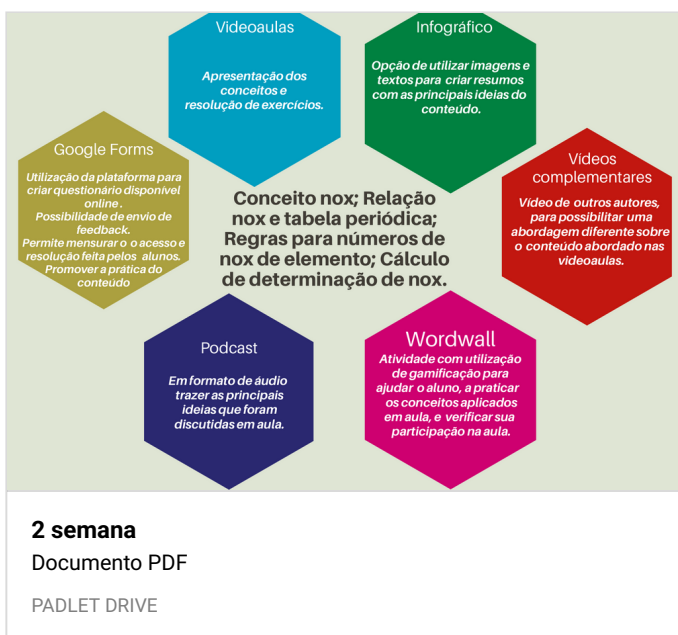 Videoaulas
Apresentação dos
conceitos e
resolução de exercícios.
Infográfico
Opção de utilizar imagens e
textos para criar resumos
com as principais ideias do
conteúdo.
Google Forms
Utilização da plataforma para
criar questionário disponível
online .
Possibilidade de envio de
feedback.
Permite mensurar o o acesso e
resolução feita pelos alunos.
Promover a prática do
conteúdo
Conceito nox; Relação
nox e tabela periódica;
Regras para números de
nox de elemento; Cálculo
de determinação de nox.
Vídeos
complementares
Vídeo de outros autores,
para possibilitar uma
abordagem diferente sobre
o conteúdo abordado nas
videoaulas.
Podcast
Em formato de áudio
trazer as principais
ideias que foram
discutidas em aula.
Wordwall
Atividade com utilização
de gamificação para
ajudar o aluno, a praticar
os conceitos aplicados
em aula, e verificar sua
participação na aula.
2 semana
Documento PDF
PADLET DRIVE